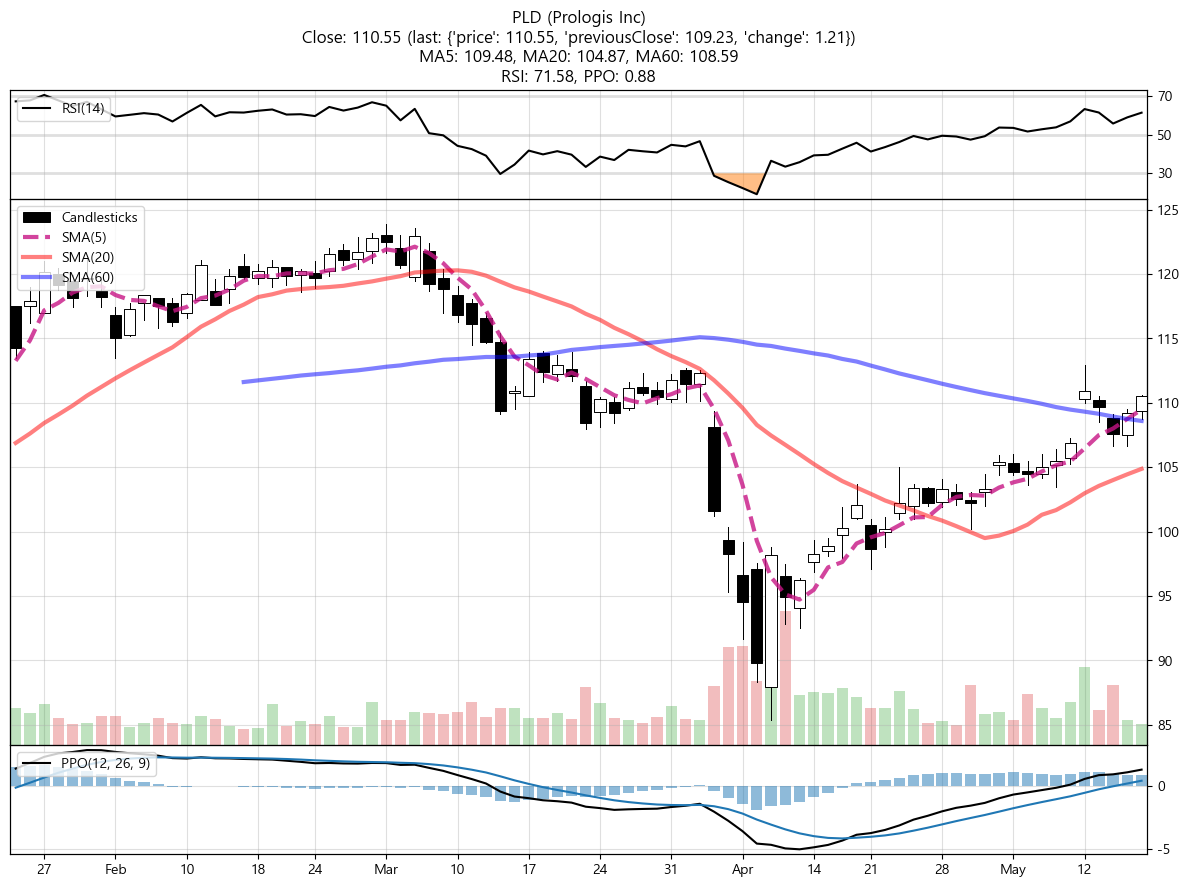 PLD (Prologis Inc)
Close: 110.55 (last: {'price': 110.55, 'previousClose': 109.23, 'change': 1.21})
MA5: 109.48, MA20: 104.87, MA60: 108.59
RSI: 71.58, PPO: 0.88
RSI(14)
70
50
30
Candlesticks
SMA(5)
SMA(20)
SMA(60)
125
120
115
110
105
100
95
90
85
PPO(12, 26, 9)
0
-5
27 Feb 10 18 24 Mar 10 17 24 31 Apr 14 21 28 May 12